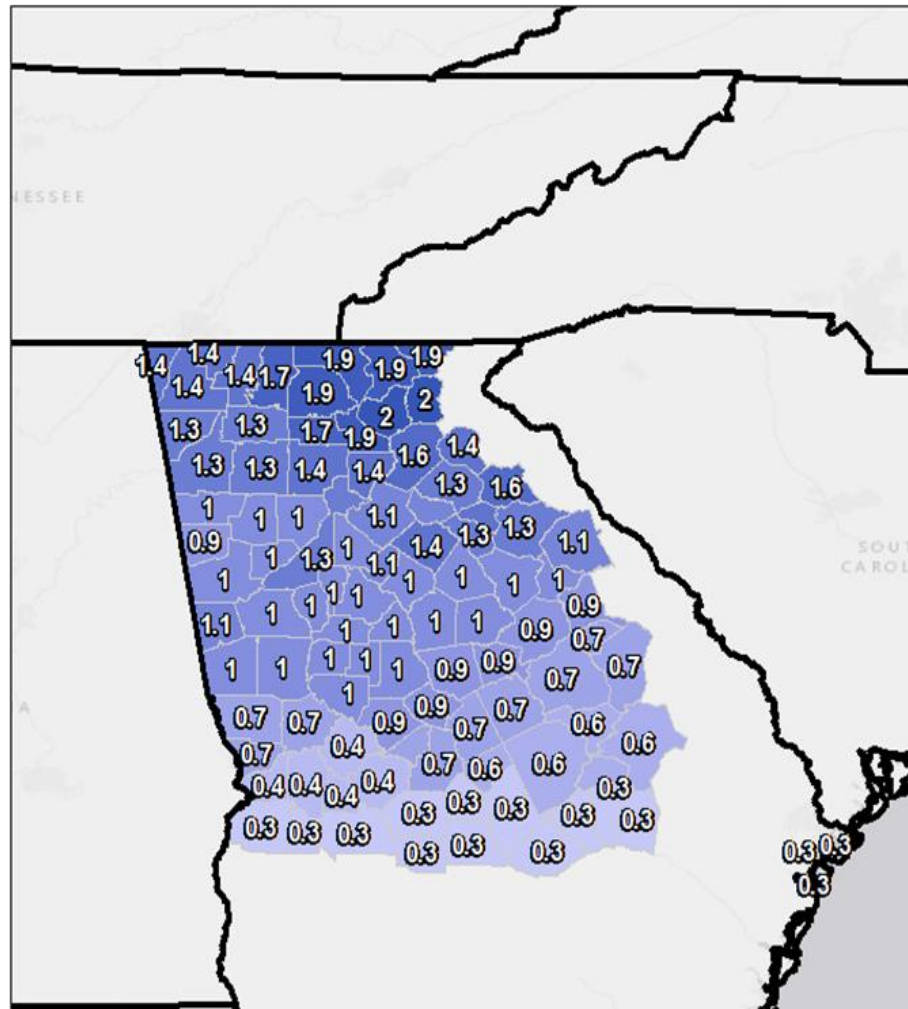 NESSEE
1.4 1.9 1.9
1.4 1.4 1.7 1.9
1.4 1.9 2
1.3 1.3 1.7 1.9 2
1.3 1.3 1.4 1.4 1.6 1.4
1.3 1.6
1 1 1 1.1 1.3 1.3
0.9 1 1.3 1 1.1 1.4 1.1
SOUT
CAROL
1 1 1 1 1 1 1
1.1 1 1 1 1 1 1 0.9 0.9
1 0.7
1 1 1 1 1 0.9 0.9 0.7 0.7
1
A
0.7 0.7 0.9 0.9 0.7 0.7 0.6
0.7 0.4 0.6
0.4 0.4 0.4 0.4 0.7 0.6 0.6 0.3
0.3 0.3 0.3 0.3 0.3 0.3 0.3 0.3
0.3 0.3 0.3 0.3 0.3
0.3